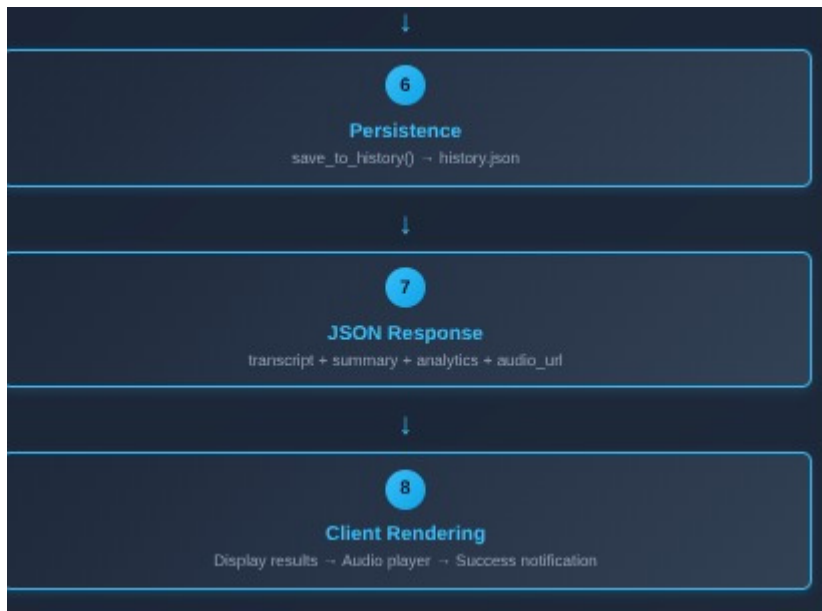 ↓
6
Persistence
save_to_history() → history.json
↓
7
JSON Response
transcript + summary + analytics + audio_url
↓
8
Client Rendering
Display results → Audio player → Success notification